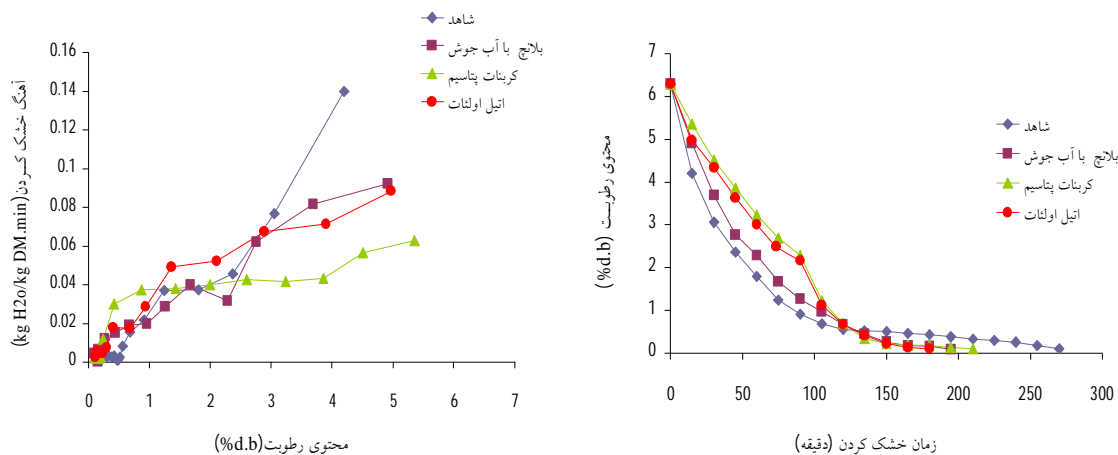 شاهد
بلانچ با آب جوش
کربنات پتاسیم
اتیل اولئات
آهنگ خشک کردن(kg H2o/kg DM.min)
0.16
0.14
0.12
0.1
0.08
0.06
0.04
0.02
0
0 1 2 3 4 5 6 7
محتوی رطوبت(%d.b)
شاهد
بلانچ با آب جوش
کربنات پتاسیم
اتیل اولئات
محتوی رطوبت (%d.b)
7
6
5
4
3
2
1
0
0 50 100 150 200 250 300
زمان خشک کردن (دقیقه)